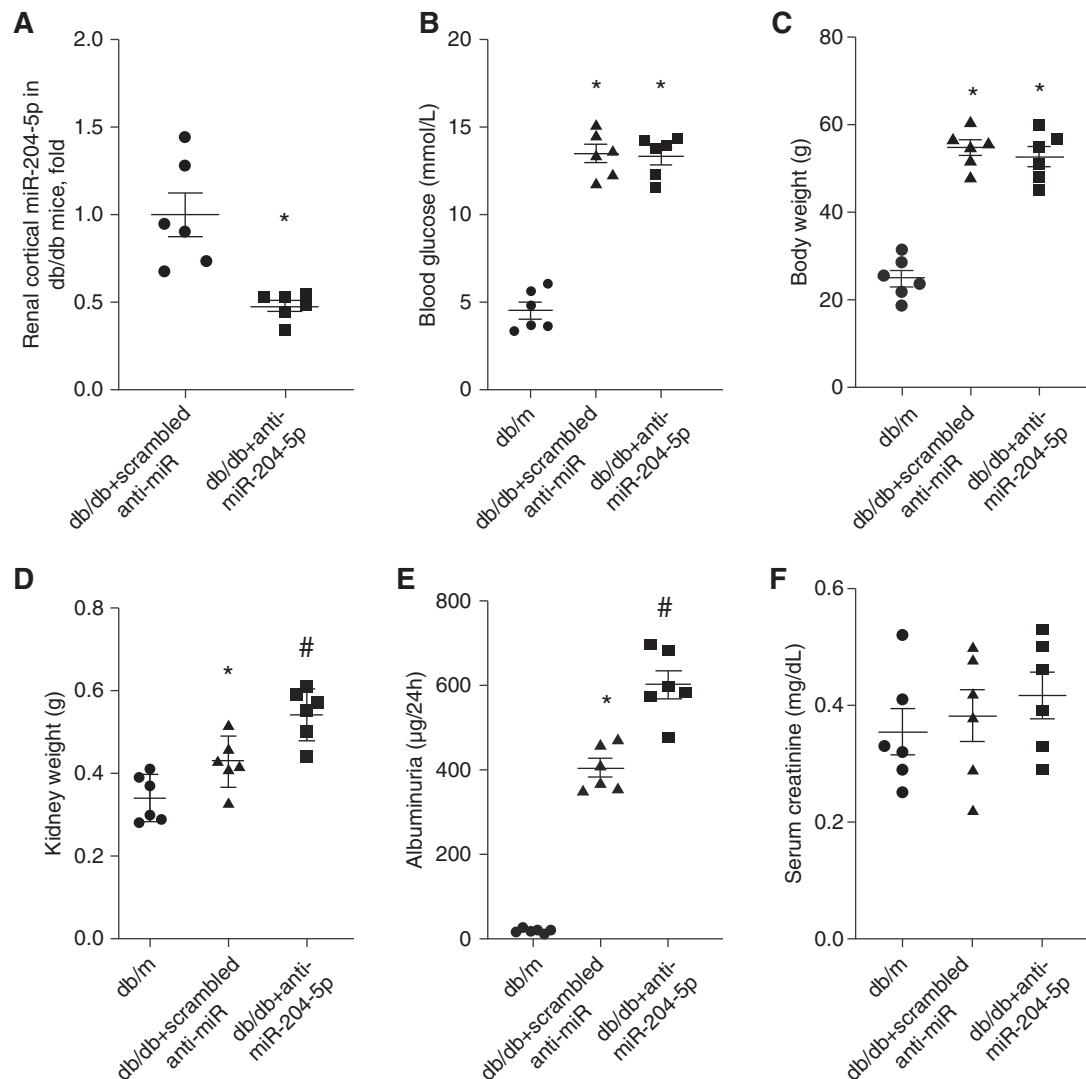 A
Renal cortical miR-204-5p in
db/db mice, fold
2.0
1.5
1.0
0.5
0.0
*
db/db+scrambled
anti-miR
db/db+anti-
miR-204-5p
B
Blood glucose (mmol/L)
20
15
10
5
0
*
*
db/m
db/db+scrambled
anti-miR
db/db+anti-
miR-204-5p
C
Body weight (g)
80
60
40
20
0
*
*
db/m
db/db+scrambled
anti-miR
db/db+anti-
miR-204-5p
D
Kidney weight (g)
0.8
0.6
0.4
0.2
0.0
*
#
db/m
db/db+scrambled
anti-miR
db/db+anti-
miR-204-5p
E
Albuminuria (μg/24h)
800
600
400
200
0
*
#
db/m
db/db+scrambled
anti-miR
db/db+anti-
miR-204-5p
F
Serum creatinine (mg/dL)
0.6
0.4
0.2
0.0
db/m
db/db+scrambled
anti-miR
db/db+anti-
miR-204-5p